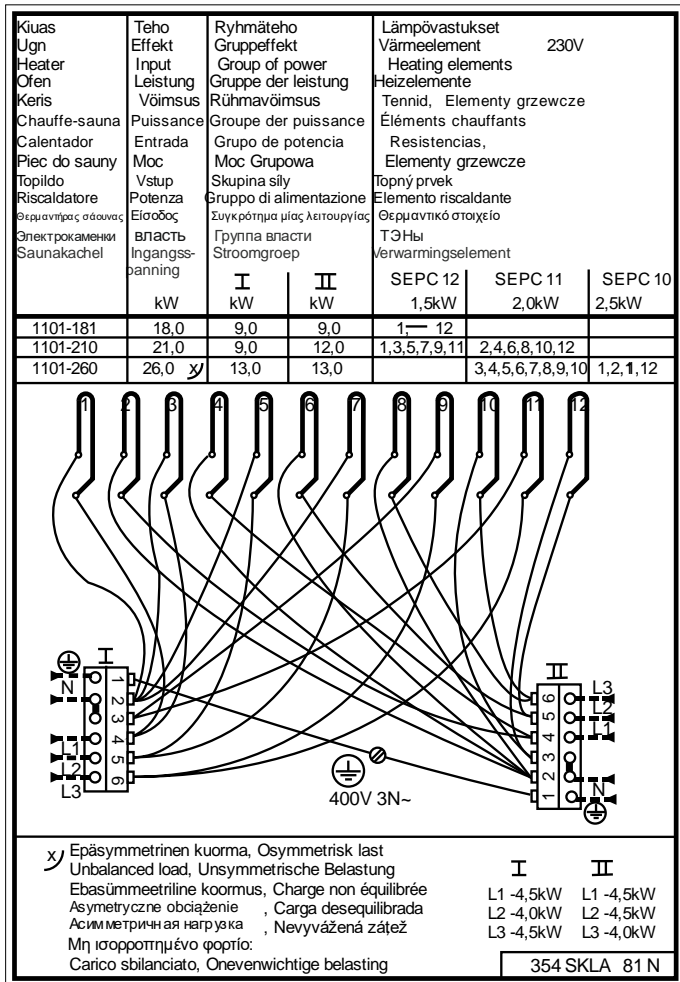 Kiuas Teho Ryhmäteho Lämpövastukset
Ugn Effekt Gruppeffekt Värmeelement 230V
Heater Input Group of power Heating elements
Ofen Leistung Gruppe der leistung Heizelemente
Keris Vöimsus Rühmavöimsus Tennid, Elementy grzewcze
Chauffe-sauna Puissance Groupe der puissance Éléments chauffants
Calentador Entrada Grupo de potencia Resistencias,
Piec do sauny Moc Moc Grupowa Elementy grzewcze
Topildo Vstup Skupina síly Topný prvek
Riscaldatore Potenza Gruppo di alimentazione Elemento riscaldante
Θερμαντήρας σάουνας Είσοδος Συγκρότημα μίας λειτουργίας Θερμαντικό στοιχείο
Электрокаменки власть Группа власти ТЭНы
Saunakachel Ingangss- Stroomgroep Verwarmingselement
panning
I II SEPC 12 SEPC 11 SEPC 10
kW kW kW 1,5kW 2,0kW 2,5kW
1101-181 18,0 9,0 9,0 1,— 12
1101-210 21,0 9,0 12,0 1,3,5,7,9,11 2,4,6,8,10,12
1101-260 26,0 x) 13,0 13,0 3,4,5,6,7,8,9,10 1,2,11,12
1 2 3 4 5 6 7 8 9 10 11 12
I
N
L1
L2
L3
1
2
3
4
5
6
II
6
5
4
3
2
1
L3
L2
L1
N
400V 3N~
x) Epäsymmetrinen kuorma, Osymmetrisk last
Unbalanced load, Unsymmetrische Belastung
Ebasümmeetriline koormus, Charge non équilibrée
Asymetryczne obciążenie , Carga desequilibrada
Асимметричная нагрузка , Nevyvážená zátęž
Μη ισορροπημένο φορτίο:
Carico sbilanciato, Onevenwichtige belasting
I II
L1 -4,5kW L1 -4,5kW
L2 -4,0kW L2 -4,5kW
L3 -4,5kW L3 -4,0kW
354 SKLA 81 N